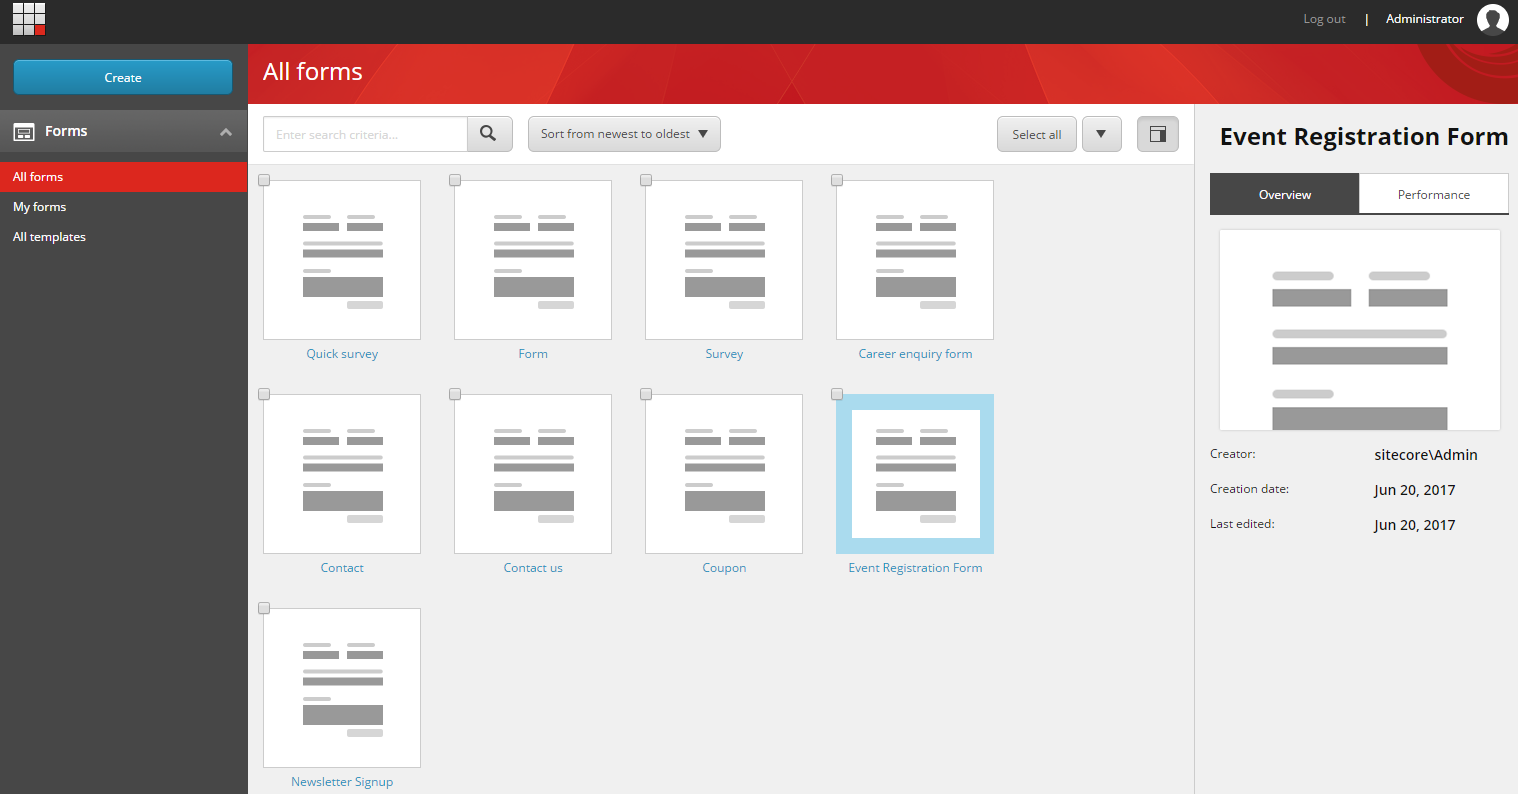 Log out | Administrator
Create
Forms
All forms
My forms
All templates
All forms
Enter search criteria...
Sort from newest to oldest
Select all
Quick survey
Form
Survey
Career enquiry form
Contact
Contact us
Coupon
Event Registration Form
Newsletter Signup
Event Registration Form
Overview
Performance
Creator: sitecore\Admin
Creation date: Jun 20, 2017
Last edited: Jun 20, 2017